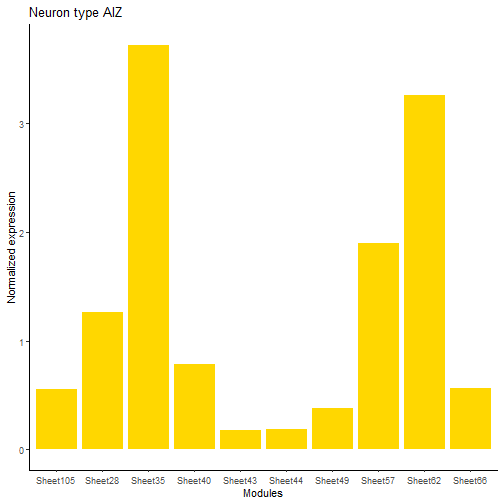 Neuron type AIZ
Normalized expression
3
2
1
0
Sheet105 Sheet28 Sheet35 Sheet40 Sheet43 Sheet44 Sheet49 Sheet57 Sheet62 Sheet66
Modules